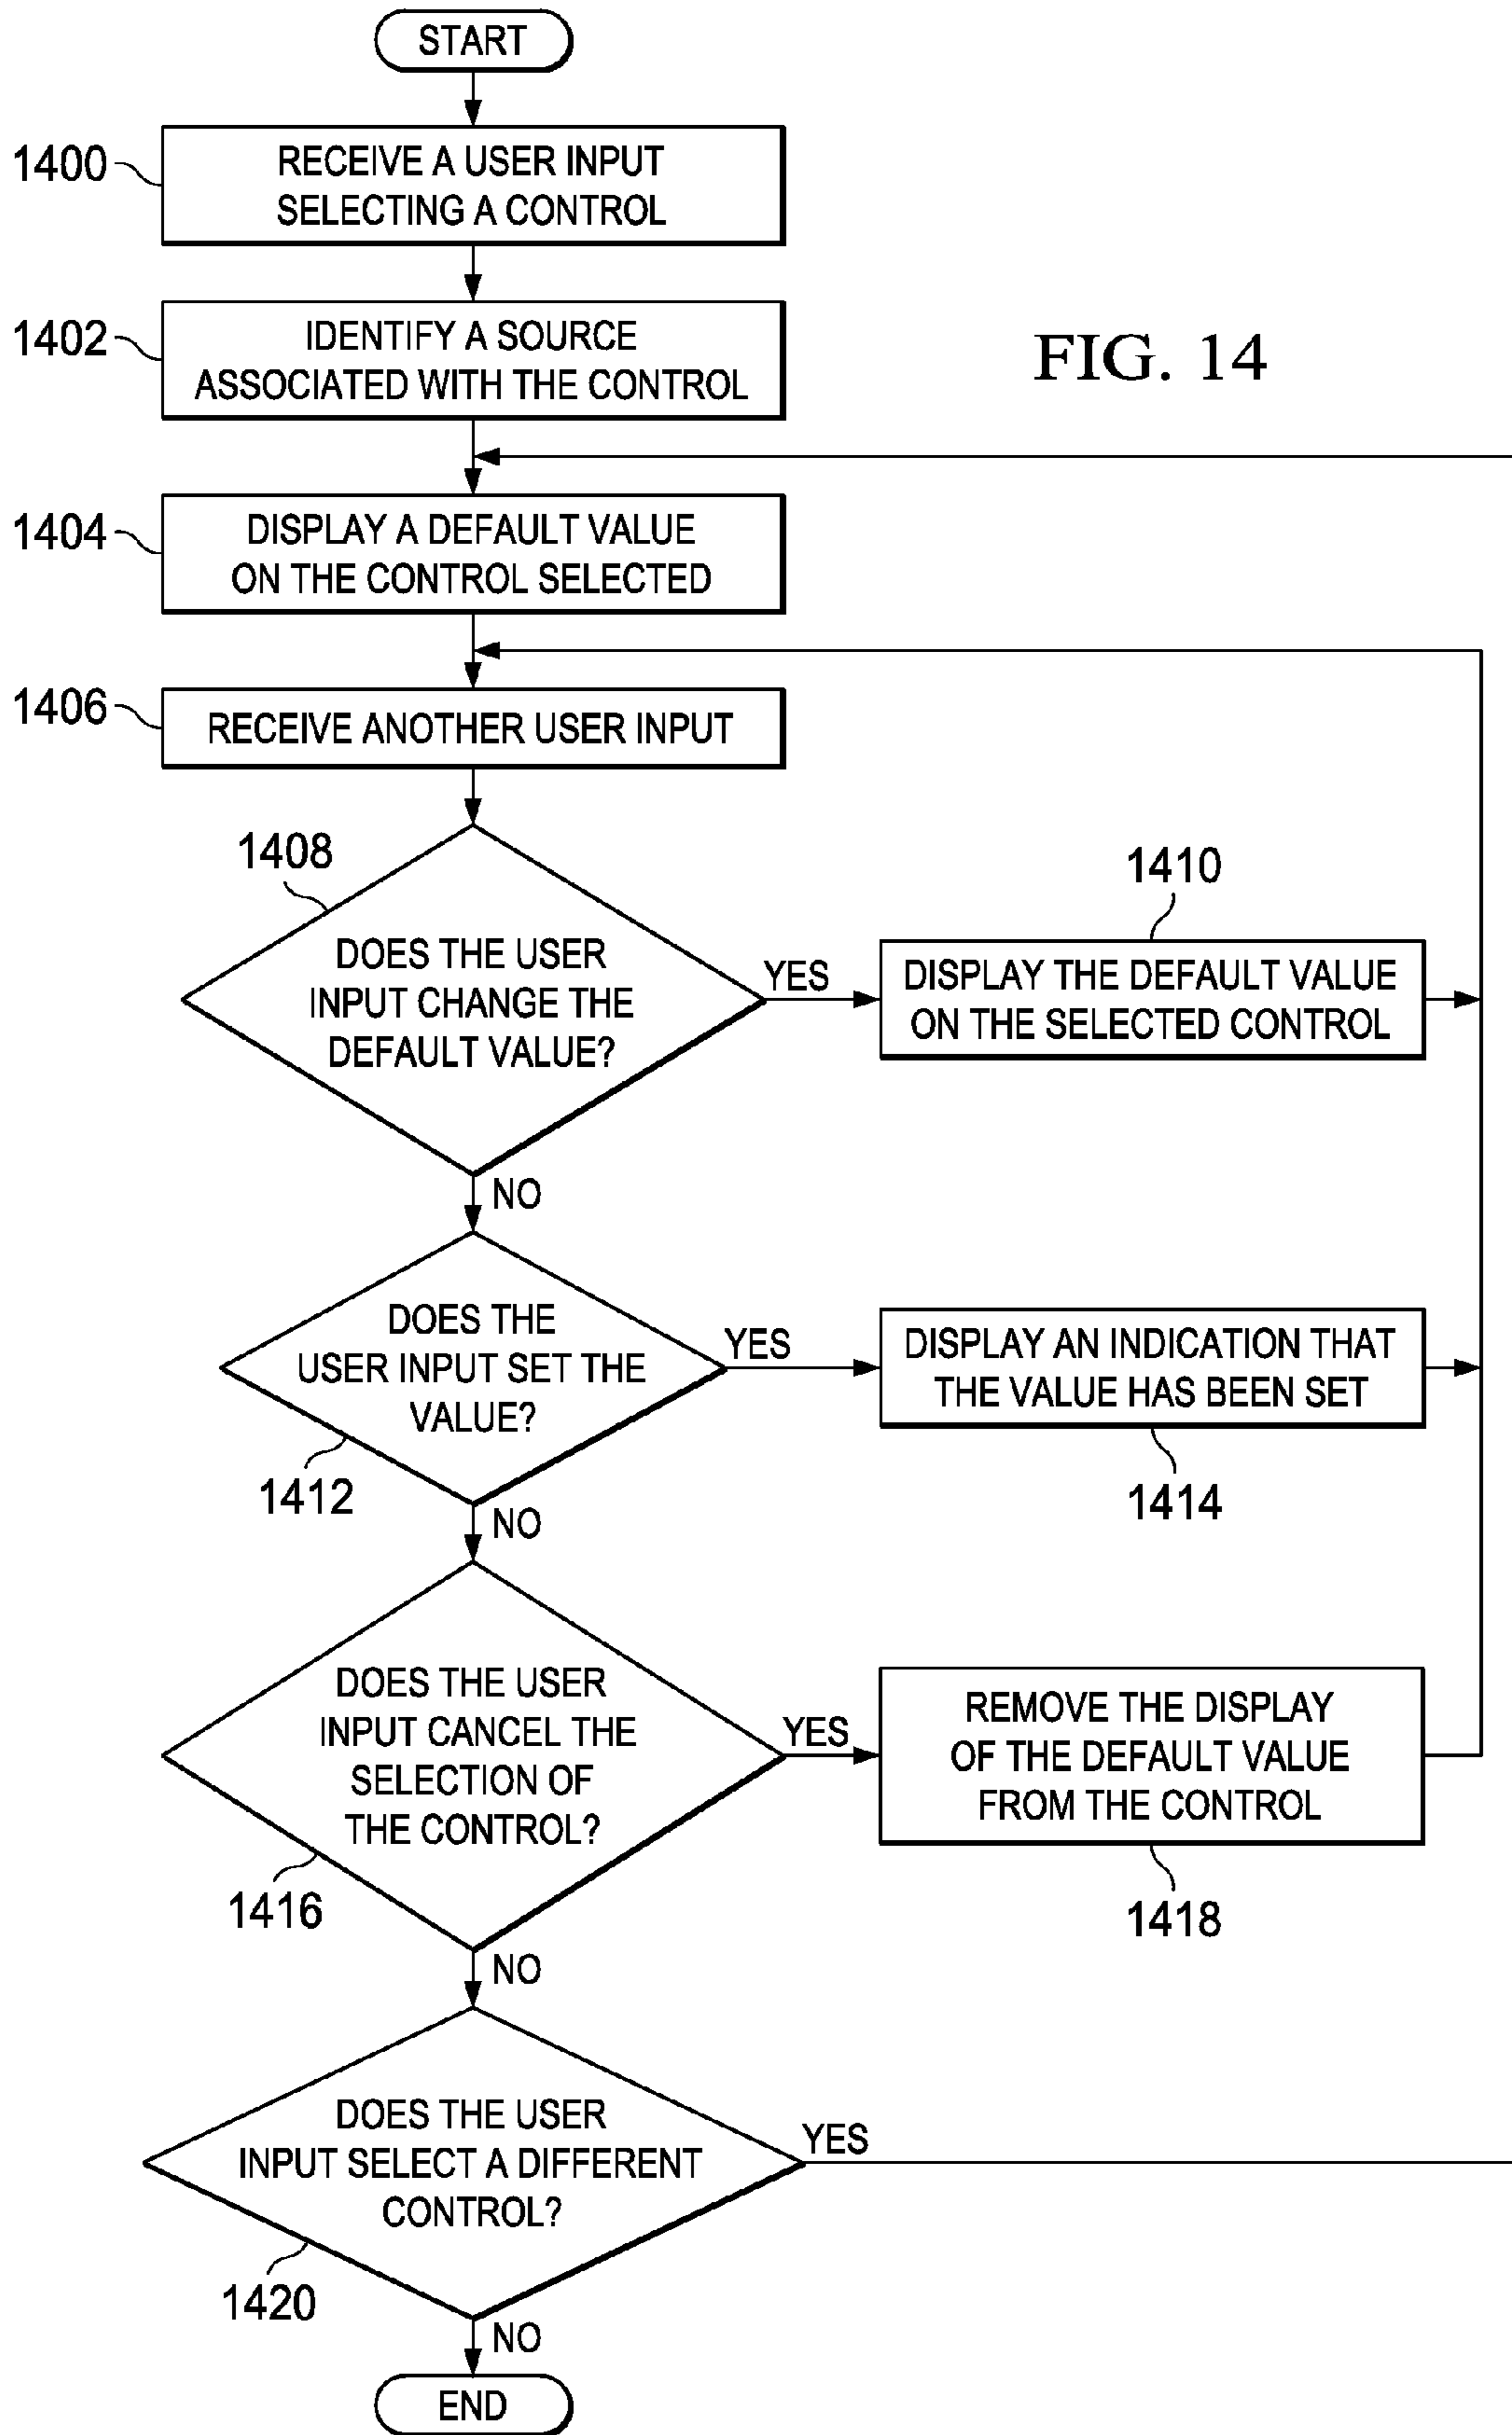 START
1400
RECEIVE A USER INPUT
SELECTING A CONTROL
1402
IDENTIFY A SOURCE
ASSOCIATED WITH THE CONTROL
FIG. 14
1404
DISPLAY A DEFAULT VALUE
ON THE CONTROL SELECTED
1406
RECEIVE ANOTHER USER INPUT
1408
DOES THE USER
INPUT CHANGE THE
DEFAULT VALUE?
YES
1410
DISPLAY THE DEFAULT VALUE
ON THE SELECTED CONTROL
NO
DOES THE
USER INPUT SET THE
VALUE?
1412
YES
DISPLAY AN INDICATION THAT
THE VALUE HAS BEEN SET
1414
NO
DOES THE USER
INPUT CANCEL THE
SELECTION OF
THE CONTROL?
1416
YES
REMOVE THE DISPLAY
OF THE DEFAULT VALUE
FROM THE CONTROL
1418
NO
DOES THE USER
INPUT SELECT A DIFFERENT
CONTROL?
1420
YES
NO
END